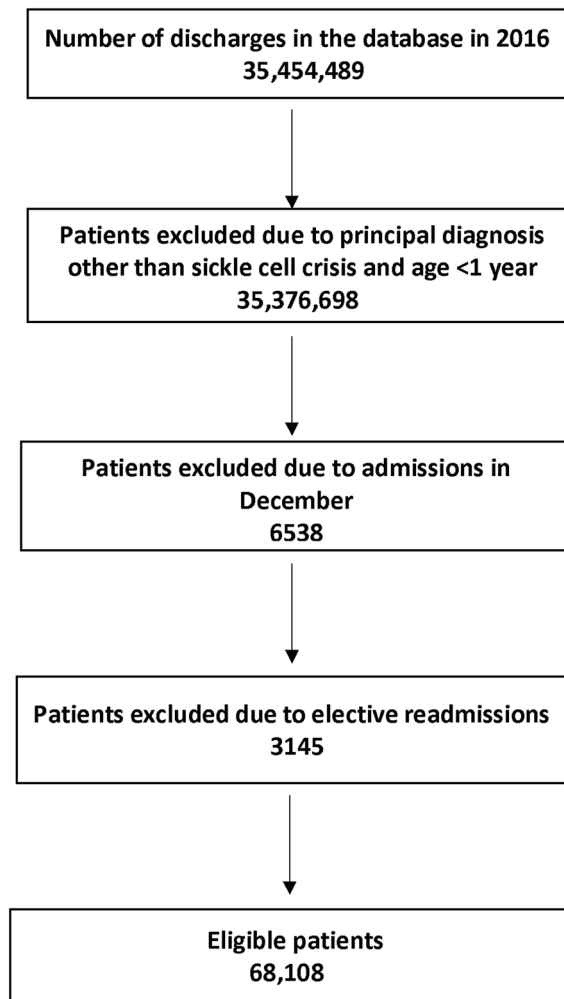 Number of discharges in the database in 2016
35,454,489
Patients excluded due to principal diagnosis
other than sickle cell crisis and age <1 year
35,376,698
Patients excluded due to admissions in
December
6538
Patients excluded due to elective readmissions
3145
Eligible patients
68,108